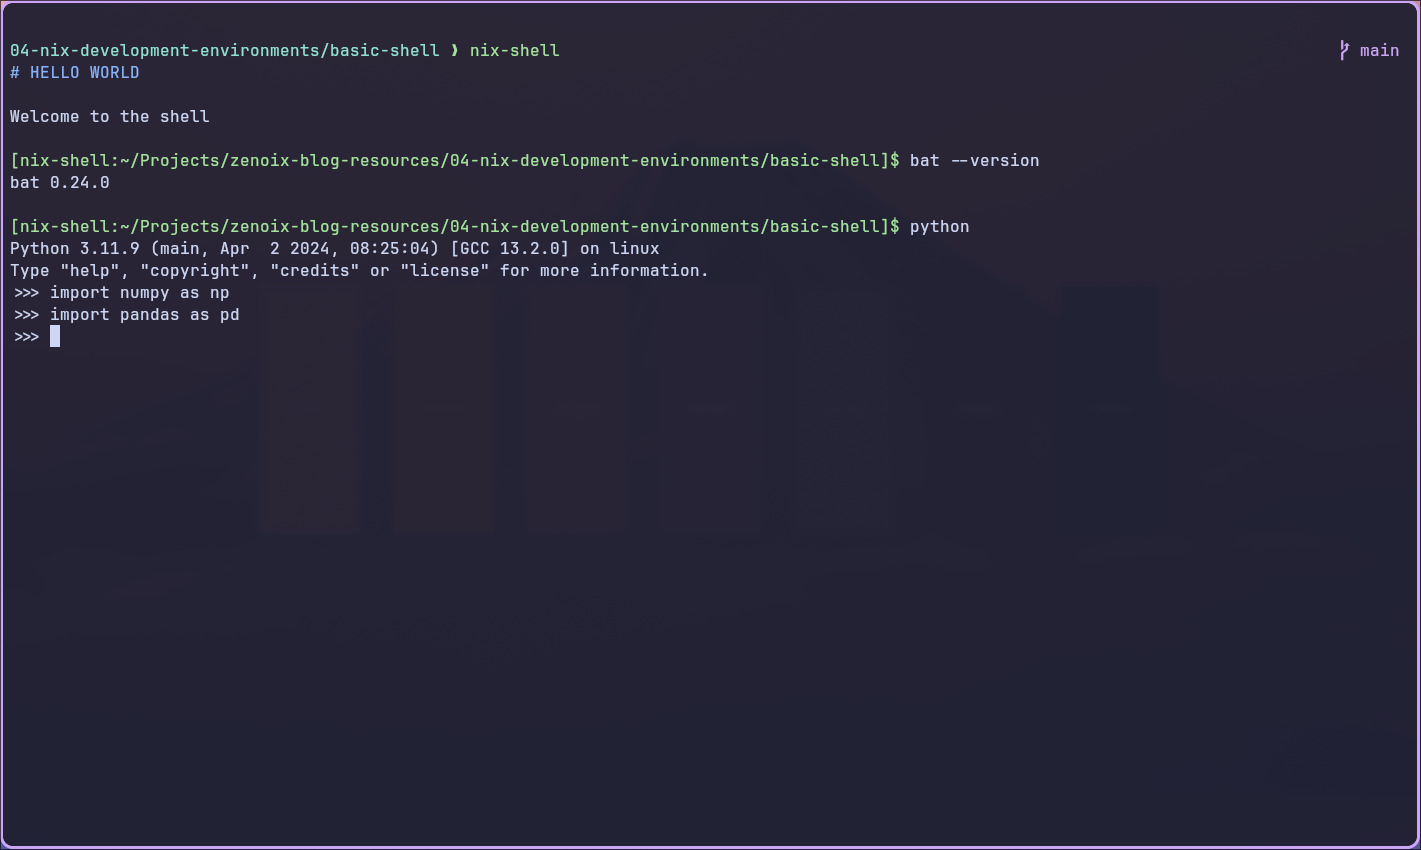 04-nix-development-environments/basic-shell ❱ nix-shell main
# HELLO WORLD
Welcome to the shell
[nix-shell:~/Projects/zenoix-blog-resources/04-nix-development-environments/basic-shell]$ bat --version
bat 0.24.0
[nix-shell:~/Projects/zenoix-blog-resources/04-nix-development-environments/basic-shell]$ python
Python 3.11.9 (main, Apr  2 2024, 08:25:04) [GCC 13.2.0] on linux
Type "help", "copyright", "credits" or "license" for more information.
>>> import numpy as np
>>> import pandas as pd
>>>